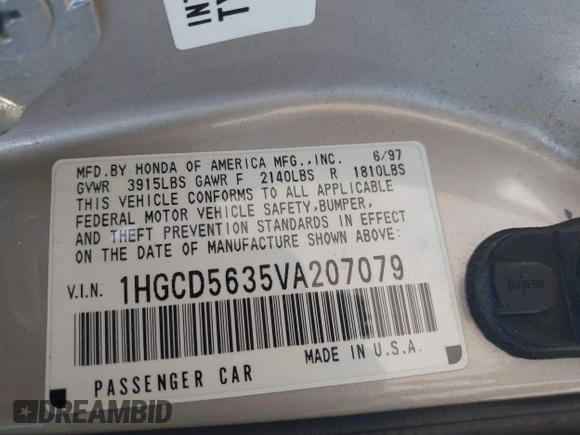 INT
TY
MFD.BY HONDA OF AMERICA MFG.,INC. 6/97
GVWR 3915LBS GAWR F 2140LBS R 1810LBS
THIS VEHICLE CONFORMS TO ALL APPLICABLE
FEDERAL MOTOR VEHICLE SAFETY,BUMPER,
AND THEFT PREVENTION STANDARDS IN EFFECT
ON THE DATE OF MANUFACTURE SHOWN ABOVE:
V.I.N. 1HGCD5635VA207079
PASSENGER CAR MADE IN U.S.A.
DREAMBID